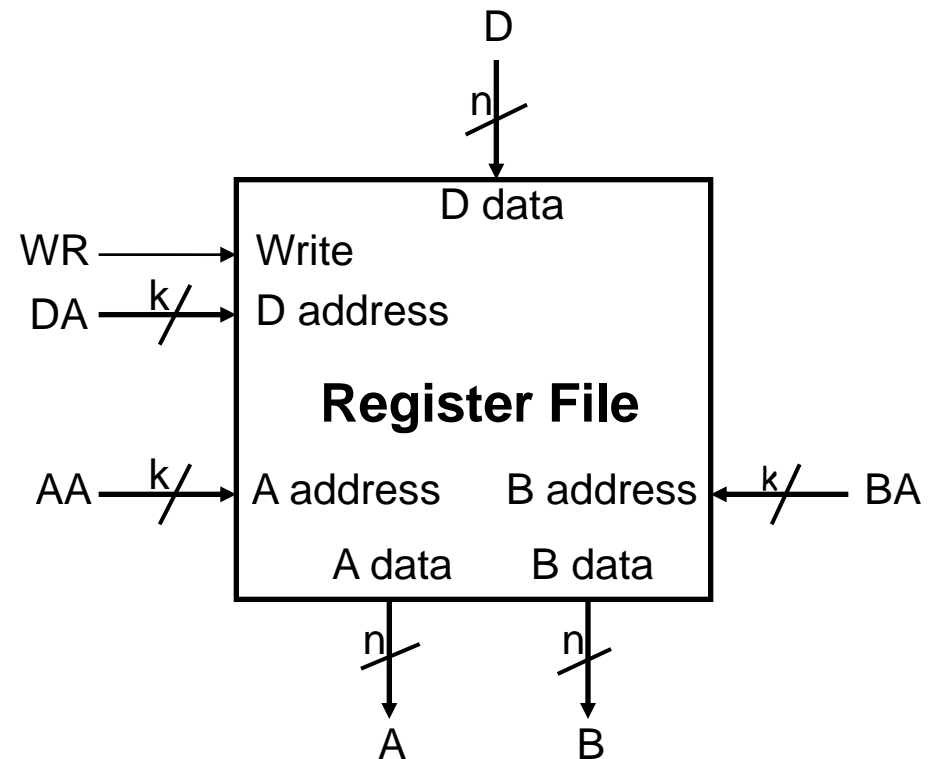 D
n
D data
WR Write
DA k D address
Register File
AA k A address B address k BA
A data B data
n n
A B